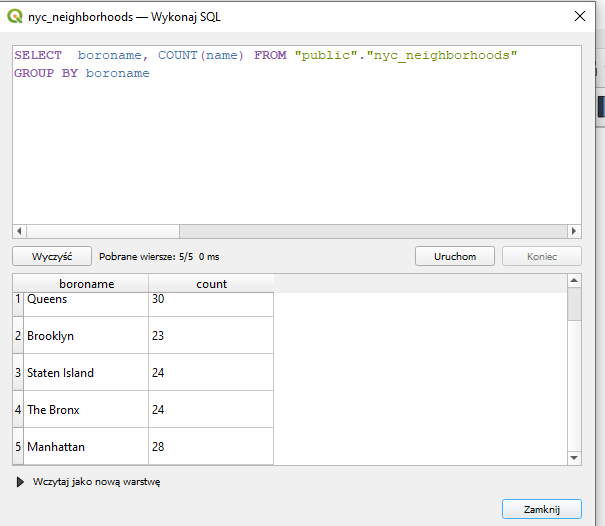 nyc_neighborhoods — Wykonaj SQL
SELECT  boroname, COUNT(name) FROM "public"."nyc_neighborhoods"
GROUP BY boroname
Wyczyść Pobrane wiersze: 5/5 0 ms Uruchom Koniec
boroname count
1 Queens 30
2 Brooklyn 23
3 Staten Island 24
4 The Bronx 24
5 Manhattan 28
Wczytaj jako nową warstwę
Zamknij